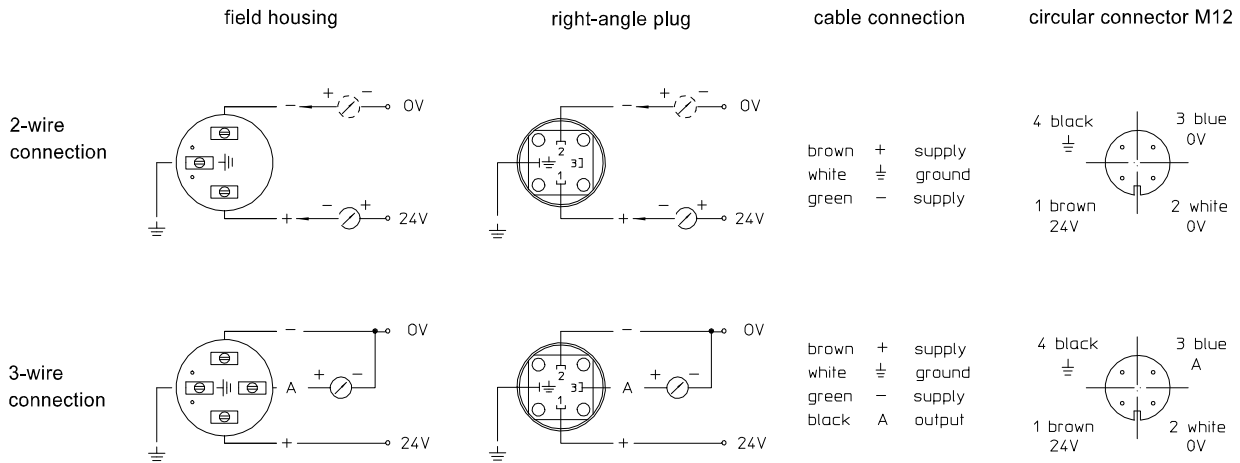 field housing
right-angle plug
cable connection
circular connector M12
2-wire
connection
+ −
− 0V
− +
+ 24V
+ −
− 0V
2
3
1
− +
+ 24V
brown + supply
white ⏚ ground
green − supply
4 black
⏚
3 blue
0V
1 brown
24V
2 white
0V
3-wire
connection
− 0V
A + −
+ 24V
− 0V
2
3
1
A + −
+ 24V
brown + supply
white ⏚ ground
green − supply
black A output
4 black
⏚
3 blue
A
1 brown
24V
2 white
0V